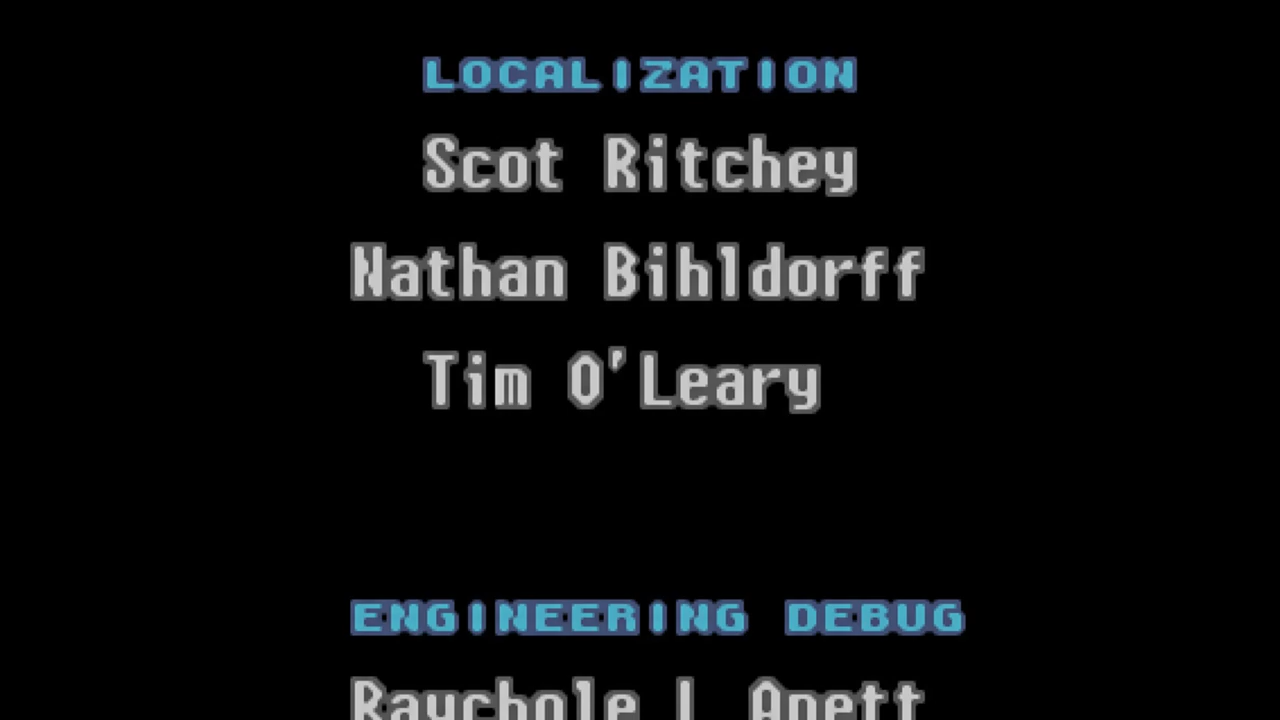 LOCALIZATION
Scot Ritchey
Nathan Bihldorff
Tim O'Leary
ENGINEERING DEBUG